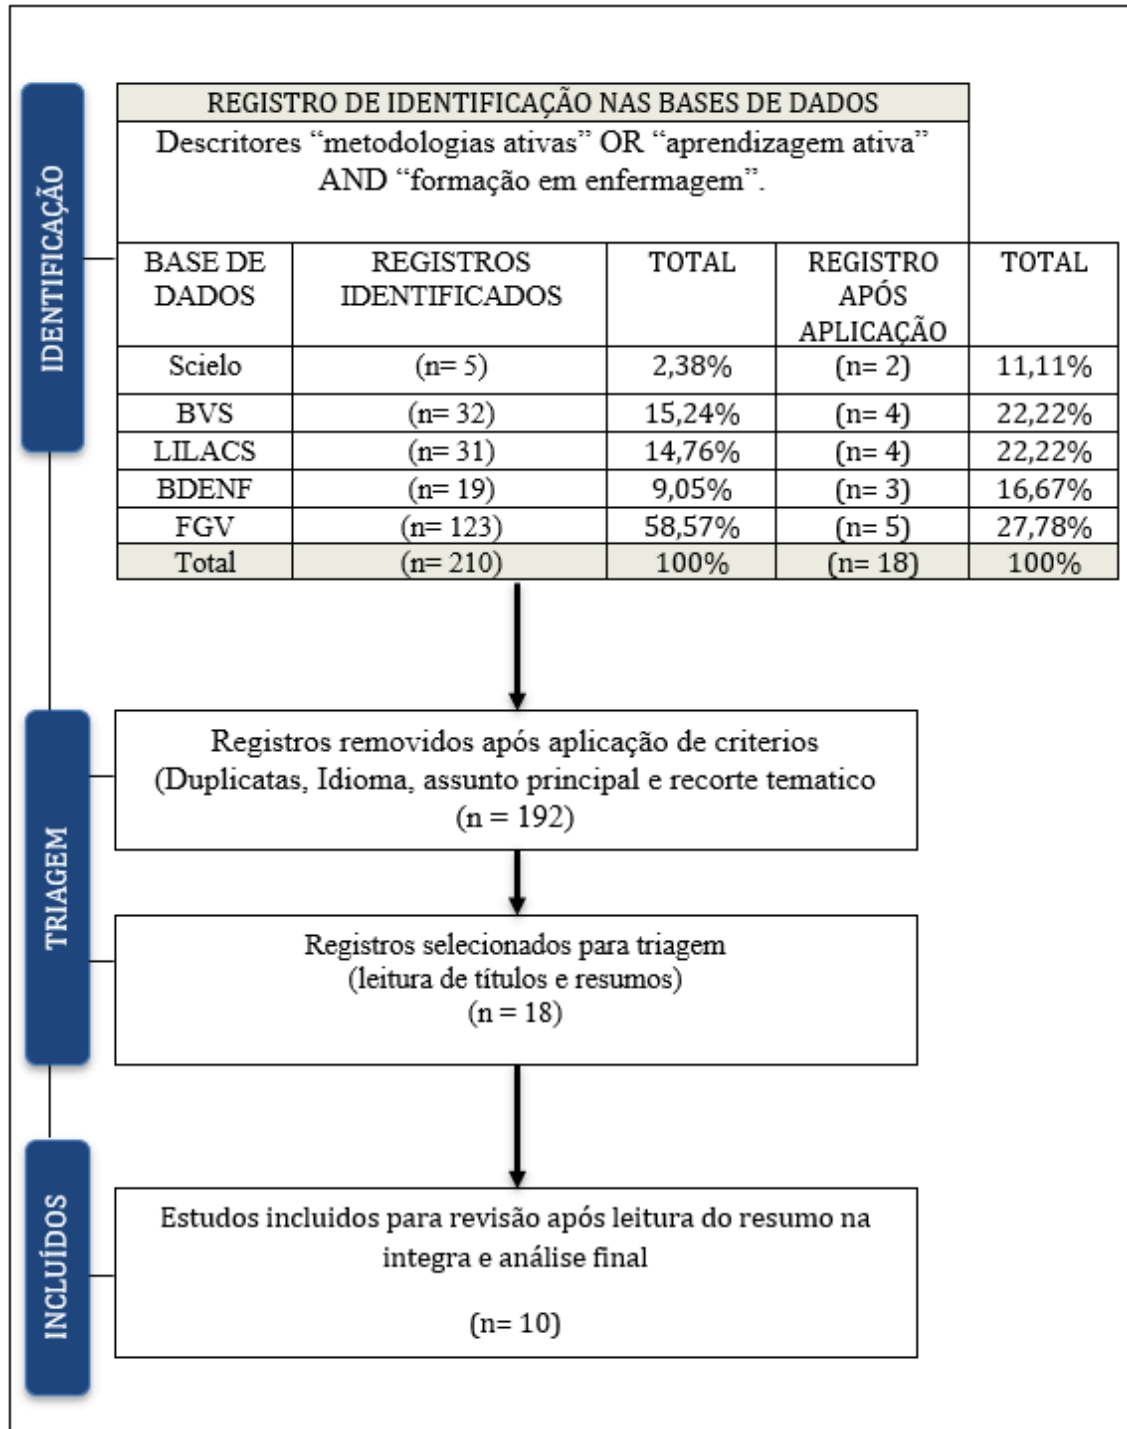 IDENTIFICAÇÃO
REGISTRO DE IDENTIFICAÇÃO NAS BASES DE DADOS
Descritores “metodologias ativas” OR “aprendizagem ativa”
AND “formação em enfermagem”.
BASE DE DADOS REGISTROS IDENTIFICADOS TOTAL REGISTRO APÓS APLICAÇÃO TOTAL
Scielo (n= 5) 2,38% (n= 2) 11,11%
BVS (n= 32) 15,24% (n= 4) 22,22%
LILACS (n= 31) 14,76% (n= 4) 22,22%
BDENF (n= 19) 9,05% (n= 3) 16,67%
FGV (n= 123) 58,57% (n= 5) 27,78%
Total (n= 210) 100% (n= 18) 100%
TRIAGEM
Registros removidos após aplicação de criterios
(Duplicatas, Idioma, assunto principal e recorte tematico
(n = 192)
Registros selecionados para triagem
(leitura de títulos e resumos)
(n = 18)
INCLUÍDOS
Estudos incluidos para revisão após leitura do resumo na
integra e análise final
(n= 10)